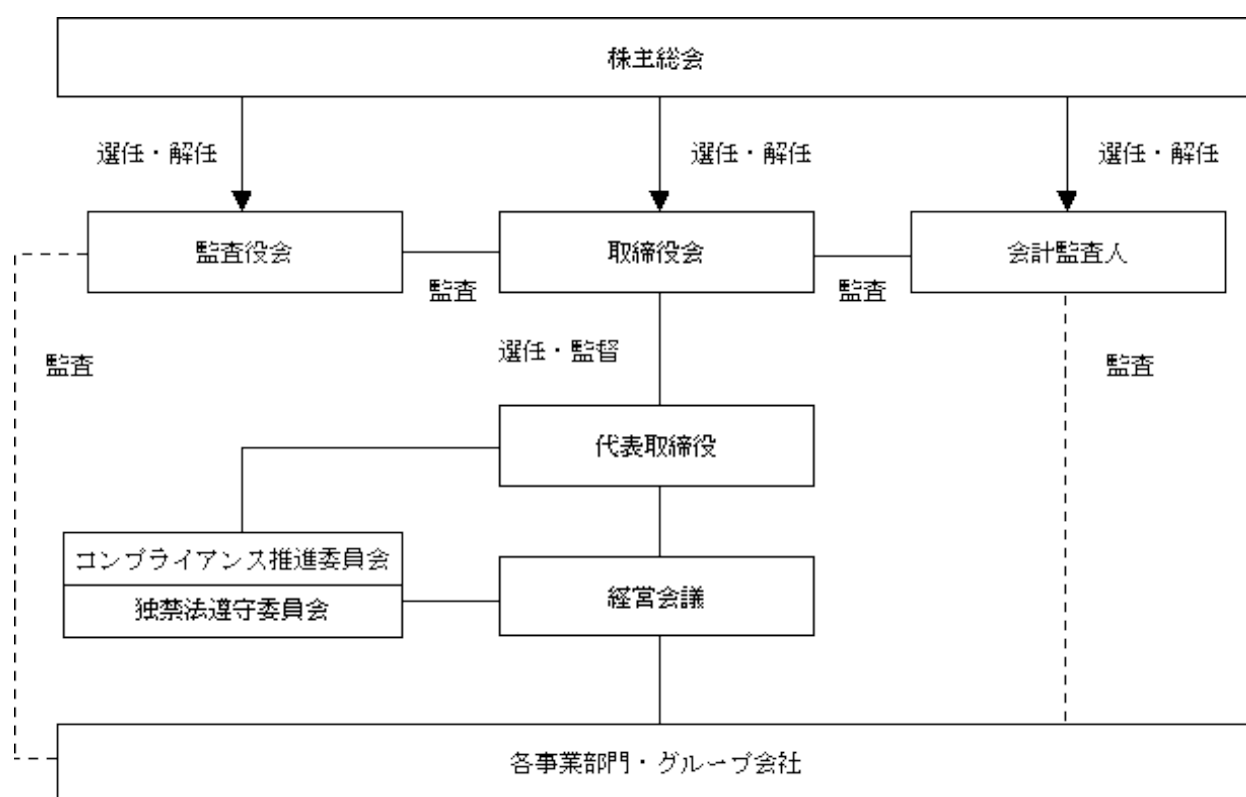 株主総会
選任・解任
選任・解任
選任・解任
監査役会
取締役会
会計監査人
監査
監査
選任・監督
監査
監査
代表取締役
コンプライアンス推進委員会
独禁法遵守委員会
経営会議
各事業部門・グループ会社